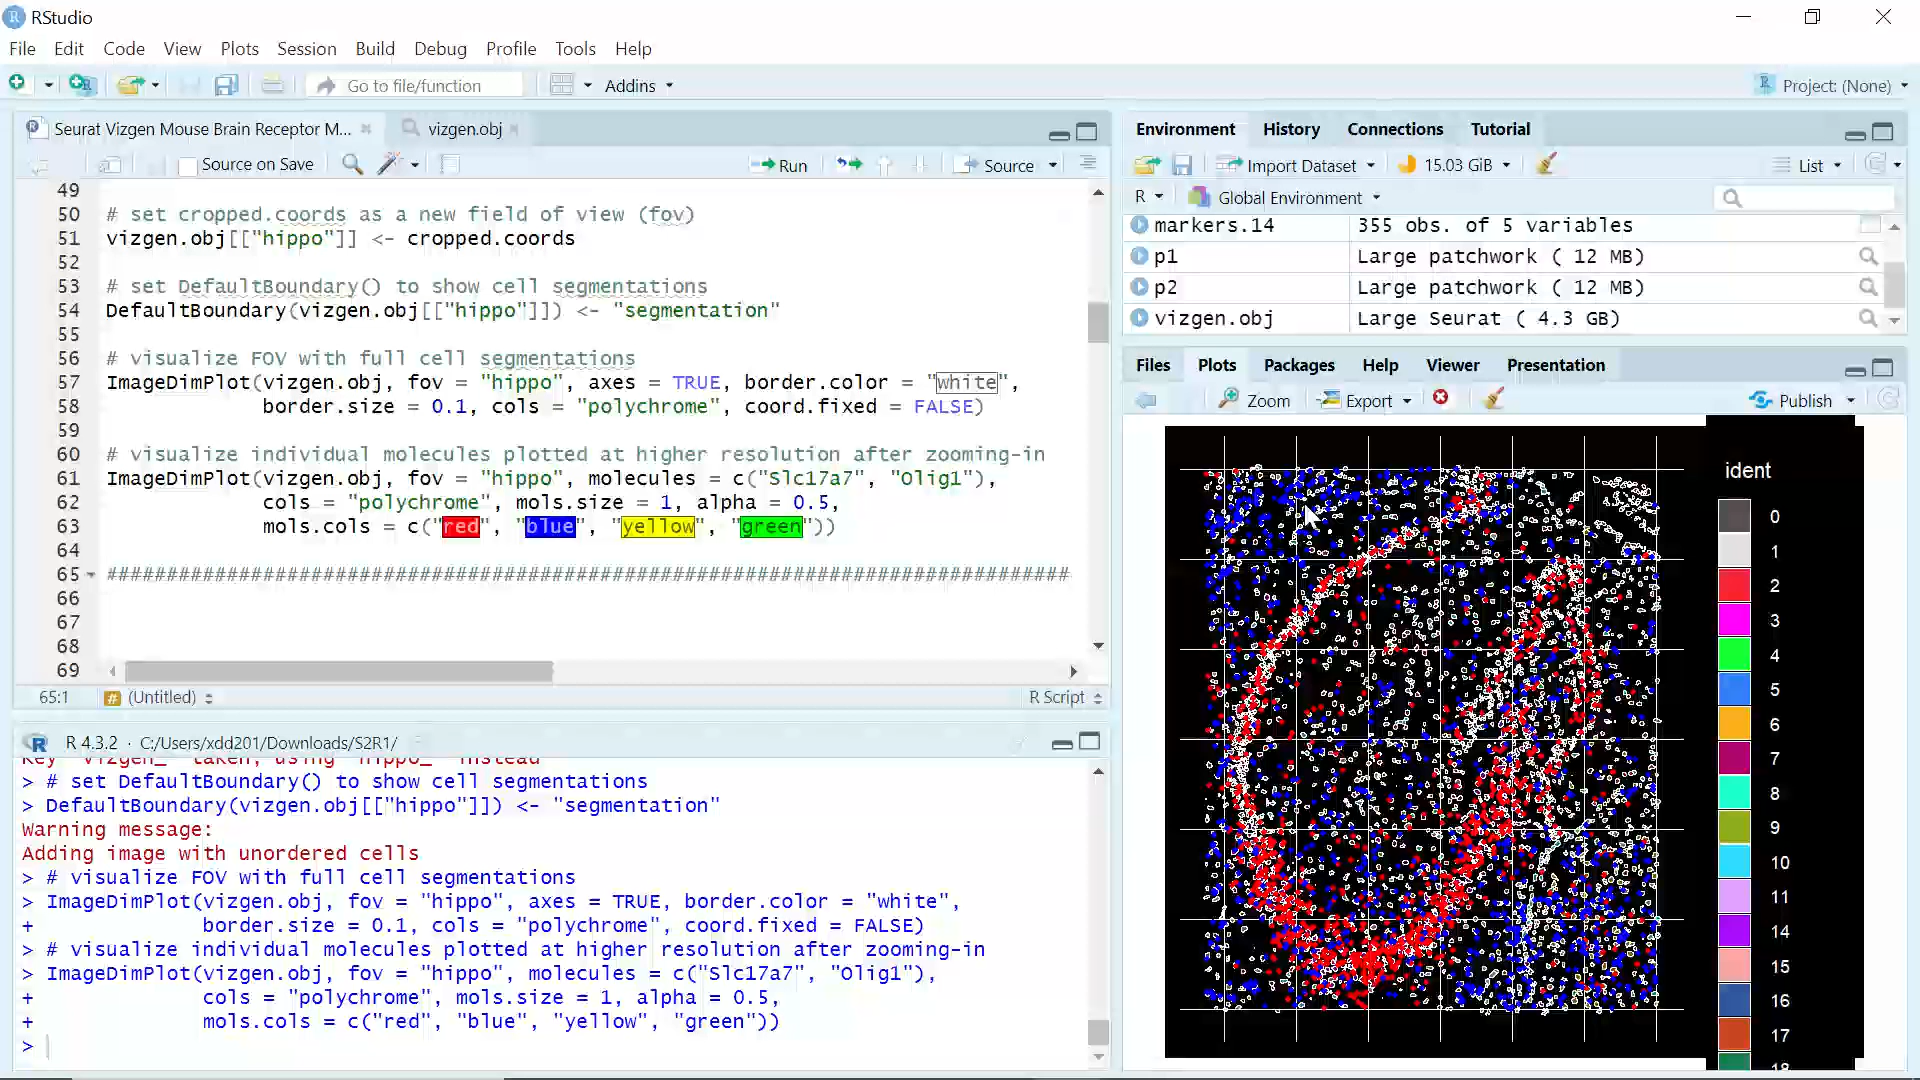 RStudio
File Edit Code View Plots Session Build Debug Profile Tools Help
Go to file/function Addins Project: (None)
Seurat Vizgen Mouse Brain Receptor M... vizgen.obj
Source on Save Run Source
49
50 # set cropped.coords as a new field of view (fov)
51 vizgen.obj[["hippo"]] <- cropped.coords
52
53 # set DefaultBoundary() to show cell segmentations
54 DefaultBoundary(vizgen.obj[["hippo"]]) <- "segmentation"
55
56 # visualize FOV with full cell segmentations
57 ImageDimPlot(vizgen.obj, fov = "hippo", axes = TRUE, border.color = "white",
58 border.size = 0.1, cols = "polychrome", coord.fixed = FALSE)
59
60 # visualize individual molecules plotted at higher resolution after zooming-in
61 ImageDimPlot(vizgen.obj, fov = "hippo", molecules = c("Slc17a7", "Olig1"),
62 cols = "polychrome", mols.size = 1, alpha = 0.5,
63 mols.cols = c("red", "blue", "yellow", "green"))
64
65 ################################################################################
66
67
68
69
65:1 # (Untitled) R Script
R R 4.3.2 · C:/Users/xdd201/Downloads/S2R1/
Key 'vizgen_' taken, using 'hippo_' instead
> # set DefaultBoundary() to show cell segmentations
> DefaultBoundary(vizgen.obj[["hippo"]]) <- "segmentation"
Warning message:
Adding image with unordered cells
> # visualize FOV with full cell segmentations
> ImageDimPlot(vizgen.obj, fov = "hippo", axes = TRUE, border.color = "white",
+ border.size = 0.1, cols = "polychrome", coord.fixed = FALSE)
> # visualize individual molecules plotted at higher resolution after zooming-in
> ImageDimPlot(vizgen.obj, fov = "hippo", molecules = c("Slc17a7", "Olig1"),
+ cols = "polychrome", mols.size = 1, alpha = 0.5,
+ mols.cols = c("red", "blue", "yellow", "green"))
>
Environment History Connections Tutorial
Import Dataset 15.03 GiB List
R Global Environment
markers.14 355 obs. of 5 variables
p1 Large patchwork ( 12 MB)
p2 Large patchwork ( 12 MB)
vizgen.obj Large Seurat ( 4.3 GB)
Files Plots Packages Help Viewer Presentation
Zoom Export Publish
ident
0
1
2
3
4
5
6
7
8
9
10
11
14
15
16
17
18